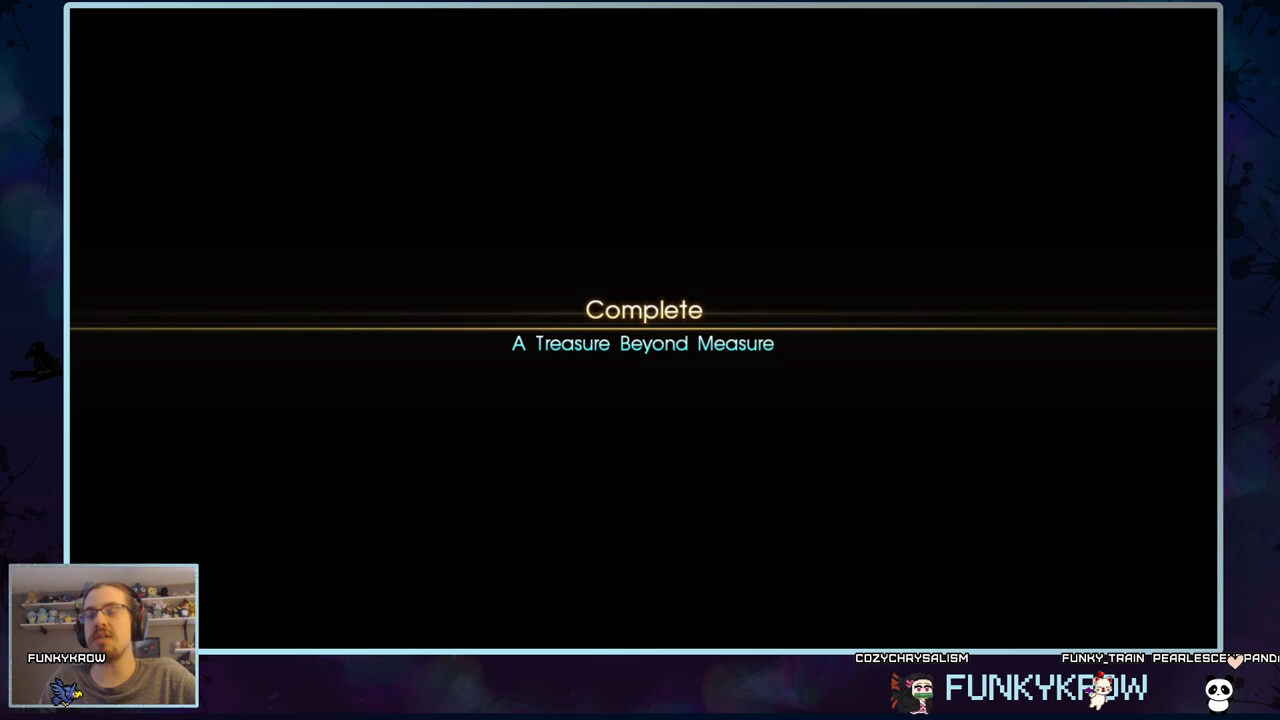 Complete
A Treasure Beyond Measure
FUNKYKROW
COZYCHRYSALISM
FUNKY_TRAIN
FUNKYKROW